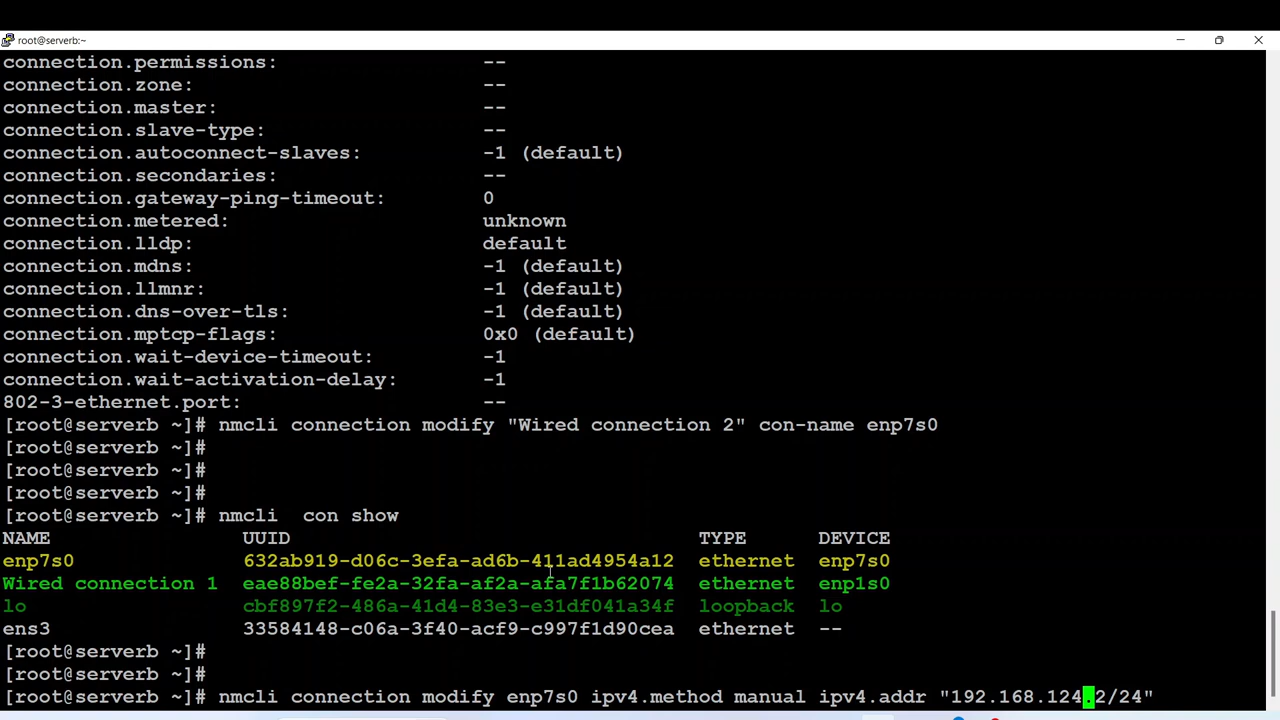 root@serverb:~
connection.permissions: --
connection.zone: --
connection.master: --
connection.slave-type: --
connection.autoconnect-slaves: -1 (default)
connection.secondaries: --
connection.gateway-ping-timeout: 0
connection.metered: unknown
connection.lldp: default
connection.mdns: -1 (default)
connection.llmnr: -1 (default)
connection.dns-over-tls: -1 (default)
connection.mptcp-flags: 0x0 (default)
connection.wait-device-timeout: -1
connection.wait-activation-delay: -1
802-3-ethernet.port: --
[root@serverb ~]# nmcli connection modify "Wired connection 2" con-name enp7s0
[root@serverb ~]#
[root@serverb ~]#
[root@serverb ~]#
[root@serverb ~]# nmcli  con show
NAME UUID TYPE DEVICE
enp7s0 632ab919-d06c-3efa-ad6b-411ad4954a12 ethernet enp7s0
Wired connection 1 eae88bef-fe2a-32fa-af2a-afa7f1b62074 ethernet enp1s0
lo cbf897f2-486a-41d4-83e3-e31df041a34f loopback lo
ens3 33584148-c06a-3f40-acf9-c997f1d90cea ethernet --
[root@serverb ~]#
[root@serverb ~]#
[root@serverb ~]# nmcli connection modify enp7s0 ipv4.method manual ipv4.addr "192.168.124.2/24"